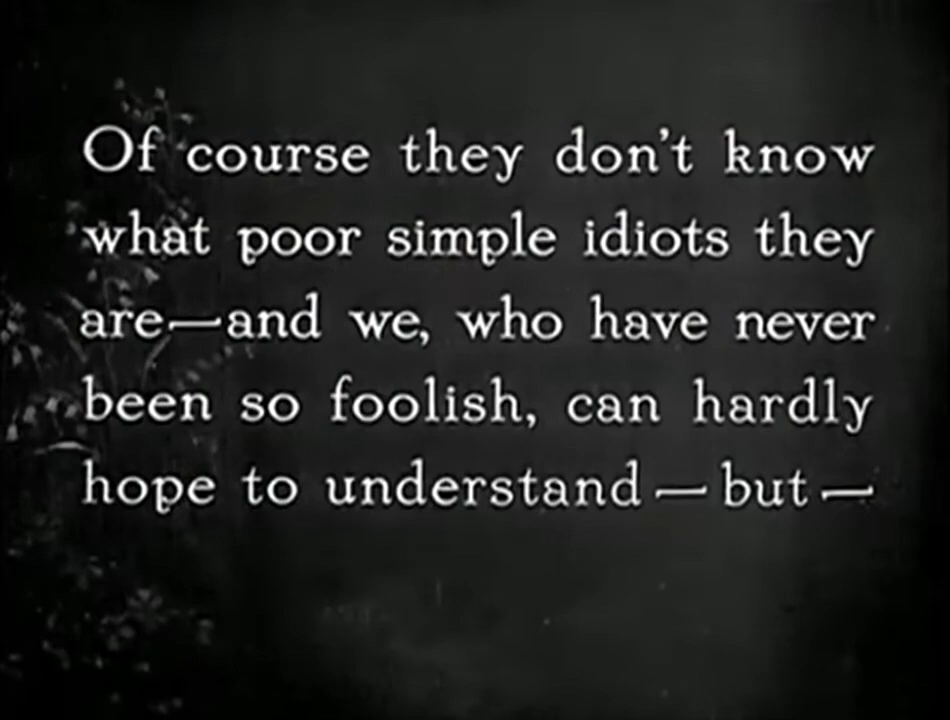 Of course they don't know
what poor simple idiots they
are—and we, who have never
been so foolish, can hardly
hope to understand — but —